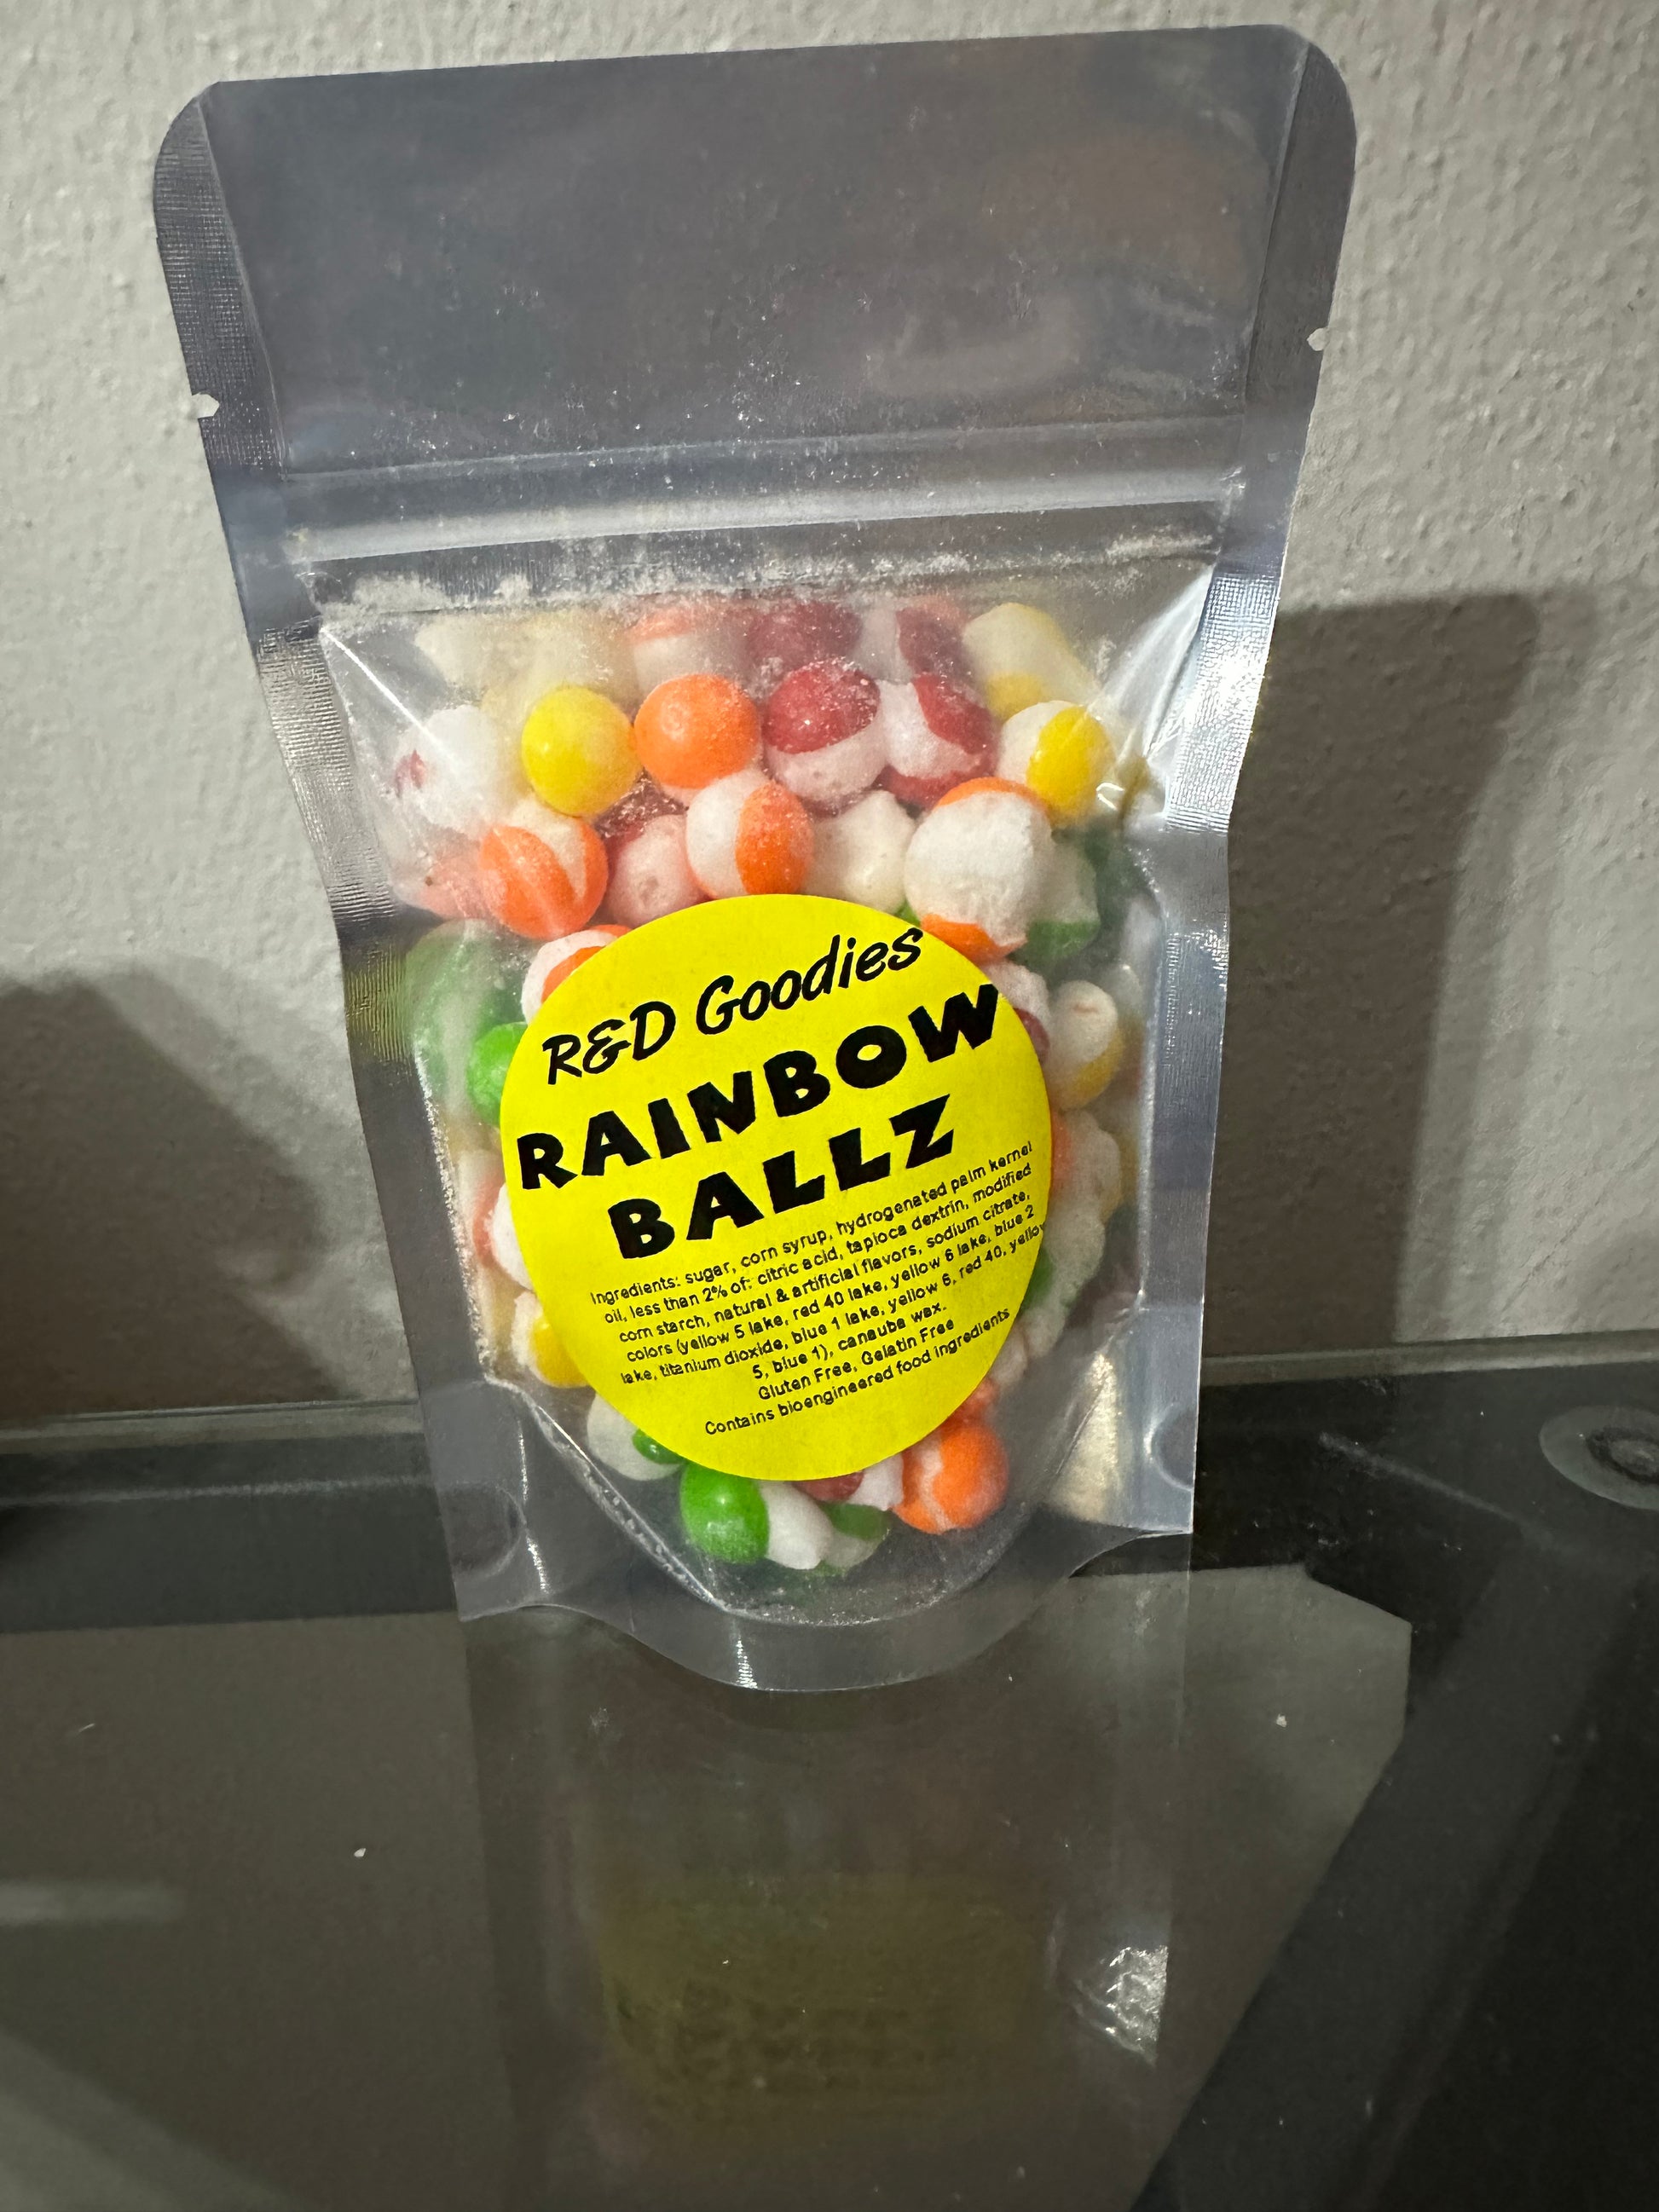 R&D Goodies
RAINBOW
BALLZ
Ingredients: sugar, corn syrup, hydrogenated palm kernel
oil, less than 2% of: citric acid, tapioca dextrin, modified
corn starch, natural & artificial flavors, sodium citrate,
colors (yellow 5 lake, red 40 lake, yellow 6 lake, blue 2
lake, titanium dioxide, blue 1 lake, yellow 6, red 40, yellow
5, blue 1), canauba wax.
Gluten Free, Gelatin Free
Contains bioengineered food ingredients